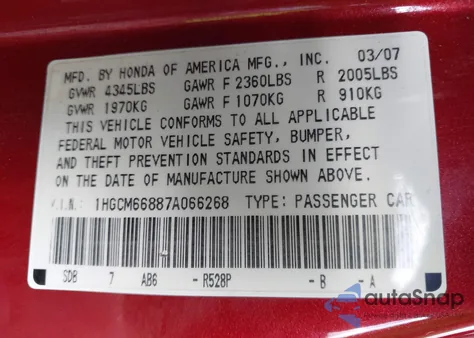 MFD. BY HONDA OF AMERICA MFG., INC. 03/07
GVWR 4345LBS GAWR F 2360LBS R 2005LBS
GVWR 1970KG GAWR F 1070KG R 910KG
THIS VEHICLE CONFORMS TO ALL APPLICABLE
FEDERAL MOTOR VEHICLE SAFETY, BUMPER,
AND THEFT PREVENTION STANDARDS IN EFFECT
ON THE DATE OF MANUFACTURE SHOWN ABOVE.
V.I.N.: 1HGCM66887A066268 TYPE: PASSENGER CAR
SDB 7 AB6 - R528P - B - A
autoSnap